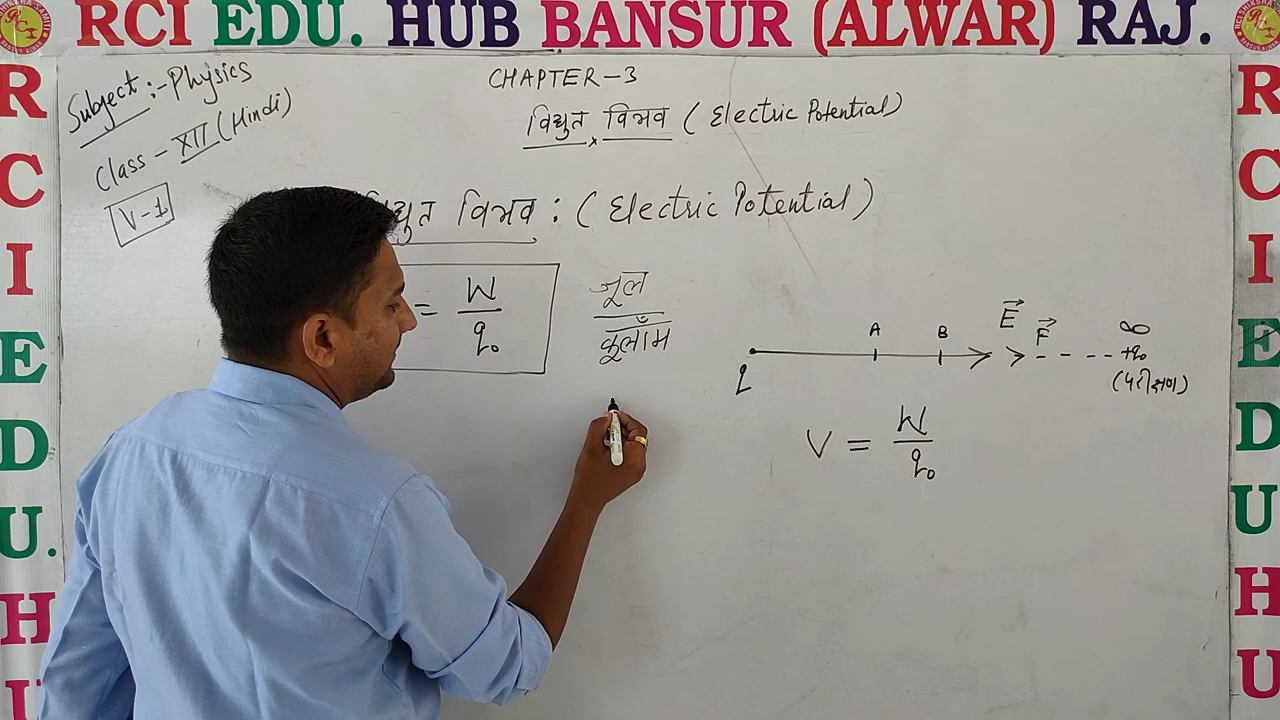 RCI EDU. HUB BANSUR (ALWAR) RAJ.
R
C
I
E
D
U.
H
U
Subject :- Physics
Class - XII (Hindi)
V-1
CHAPTER-3
विद्युत विभव ( Electric Potential )
विभव : ( Electric Potential )
= W
q₀
जूल
कूलॉम
q A B E⃗ F⃗ ∞
+q₀
(परीक्षण)
V = W
q₀
R
C
I
E
D
U
H
U